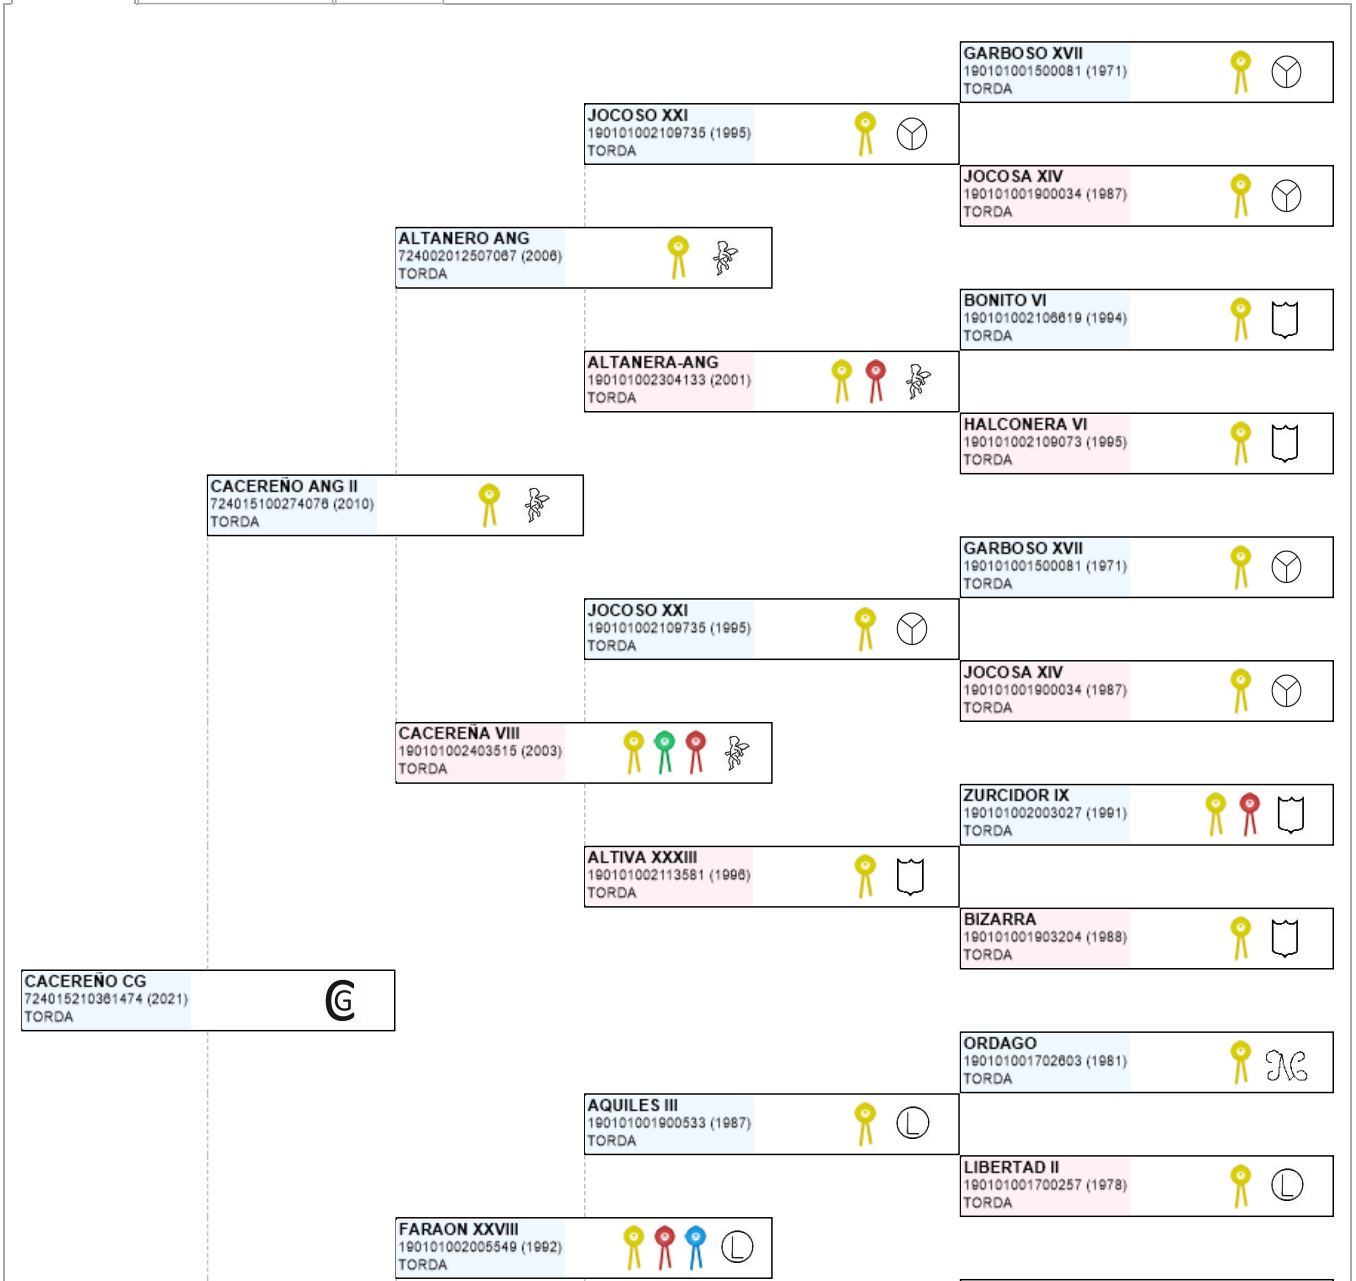 GARBOSO XVII
190101001500081 (1971)
TORDA
JOCOSO XXI
190101002109735 (1995)
TORDA
JOCOSA XIV
190101001900034 (1987)
TORDA
ALTANERO ANG
724002012507067 (2006)
TORDA
BONITO VI
190101002106619 (1994)
TORDA
ALTANERA-ANG
190101002304133 (2001)
TORDA
HALCONERA VI
190101002109073 (1995)
TORDA
CACEREÑO ANG II
724015100274076 (2010)
TORDA
GARBOSO XVII
190101001500081 (1971)
TORDA
JOCOSO XXI
190101002109735 (1995)
TORDA
JOCOSA XIV
190101001900034 (1987)
TORDA
CACEREÑA VIII
190101002403515 (2003)
TORDA
ZURCIDOR IX
190101002003027 (1991)
TORDA
ALTIVA XXXIII
190101002113581 (1996)
TORDA
BIZARRA
190101001903204 (1988)
TORDA
CACEREÑO CG
724015210361474 (2021)
TORDA
CG
ORDAGO
190101001702603 (1981)
TORDA
AQUILES III
190101001900533 (1987)
TORDA
L
LIBERTAD II
190101001700257 (1978)
TORDA
L
FARAON XXVIII
190101002005549 (1992)
TORDA
L